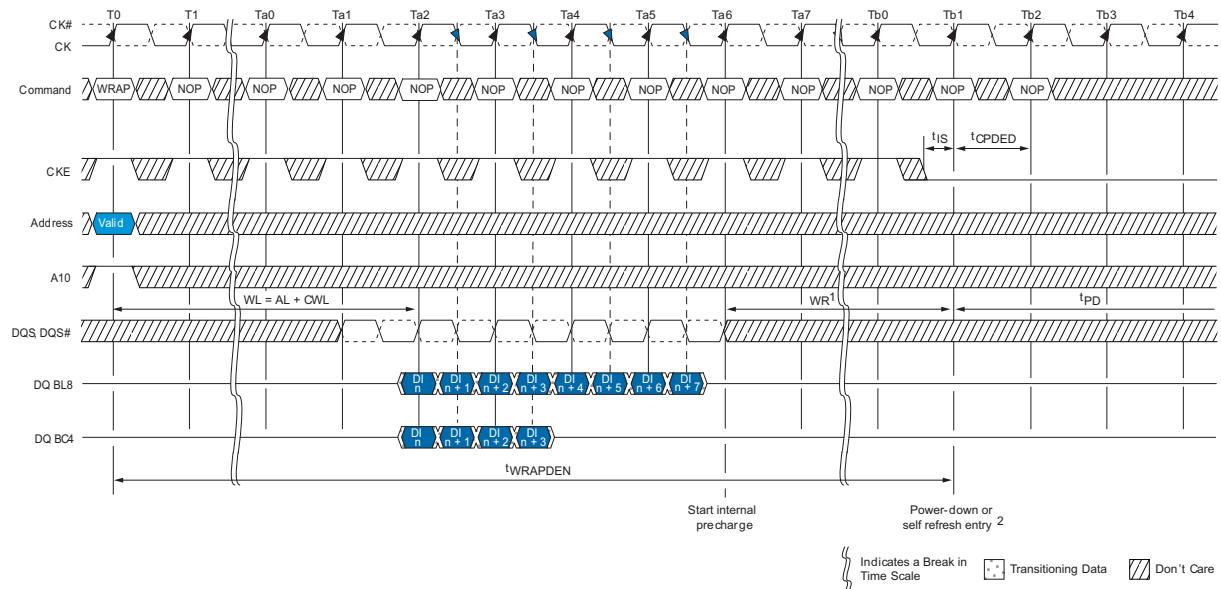 T0 T1 Ta0 Ta1 Ta2 Ta3 Ta4 Ta5 Ta6 Ta7 Tb0 Tb1 Tb2 Tb3 Tb4
CK#
CK
Command WRAP NOP NOP NOP NOP NOP NOP NOP NOP NOP NOP NOP NOP
tIS tCPDED
CKE
Address Valid
A10
WL = AL + CWL WR1 tPD
DQS, DQS#
DQ BL8 DI n DI n + 1 DI n + 2 DI n + 3 DI n + 4 DI n + 5 DI n + 6 DI n + 7
DQ BC4 DI n DI n + 1 DI n + 2 DI n + 3
tWRAPDEN
Start internal
precharge
Power-down or
self refresh entry 2
Indicates a Break in
Time Scale
Transitioning Data
Don't Care